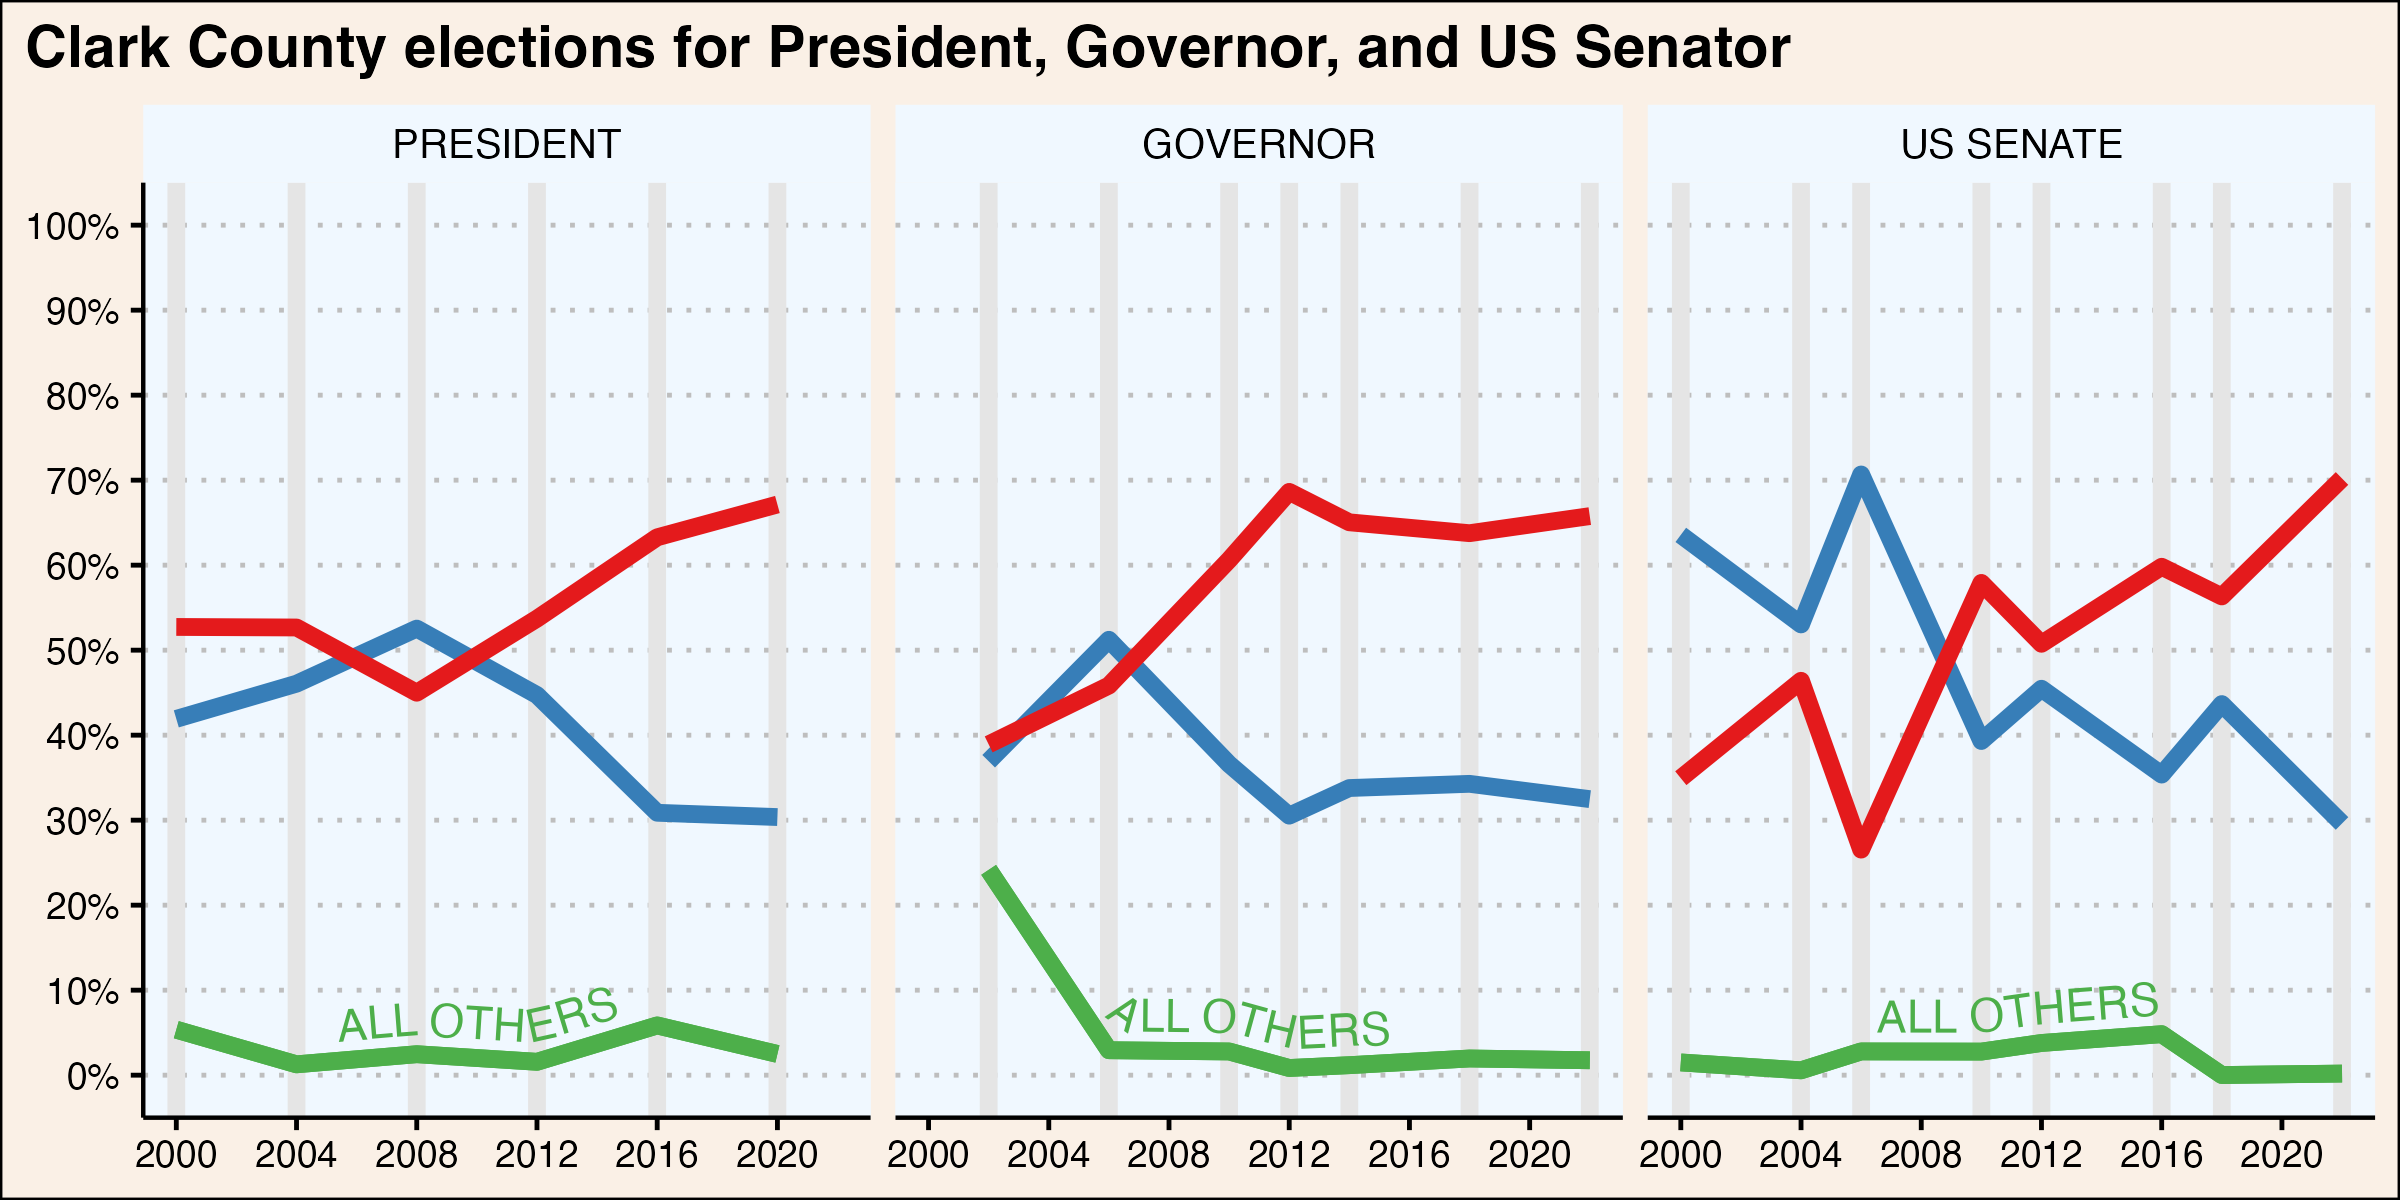 Clark County elections for President, Governor, and US Senator
PRESIDENT
GOVERNOR
US SENATE
100%
90%
80%
70%
60%
50%
40%
30%
20%
10%
0%
ALL OTHERS
ALL OTHERS
ALL OTHERS
2000 2004 2008 2012 2016 2020
2000 2004 2008 2012 2016 2020
2000 2004 2008 2012 2016 2020